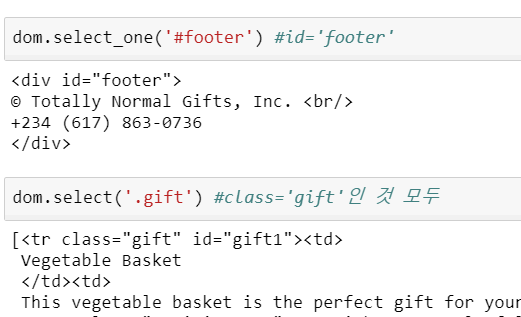 dom.select_one('#footer') #id='footer'
<div id="footer">
© Totally Normal Gifts, Inc. <br/>
+234 (617) 863-0736
</div>
dom.select('.gift') #class='gift'인 것 모두
[<tr class="gift" id="gift1"><td>
Vegetable Basket
</td><td>
This vegetable basket is the perfect gift for your